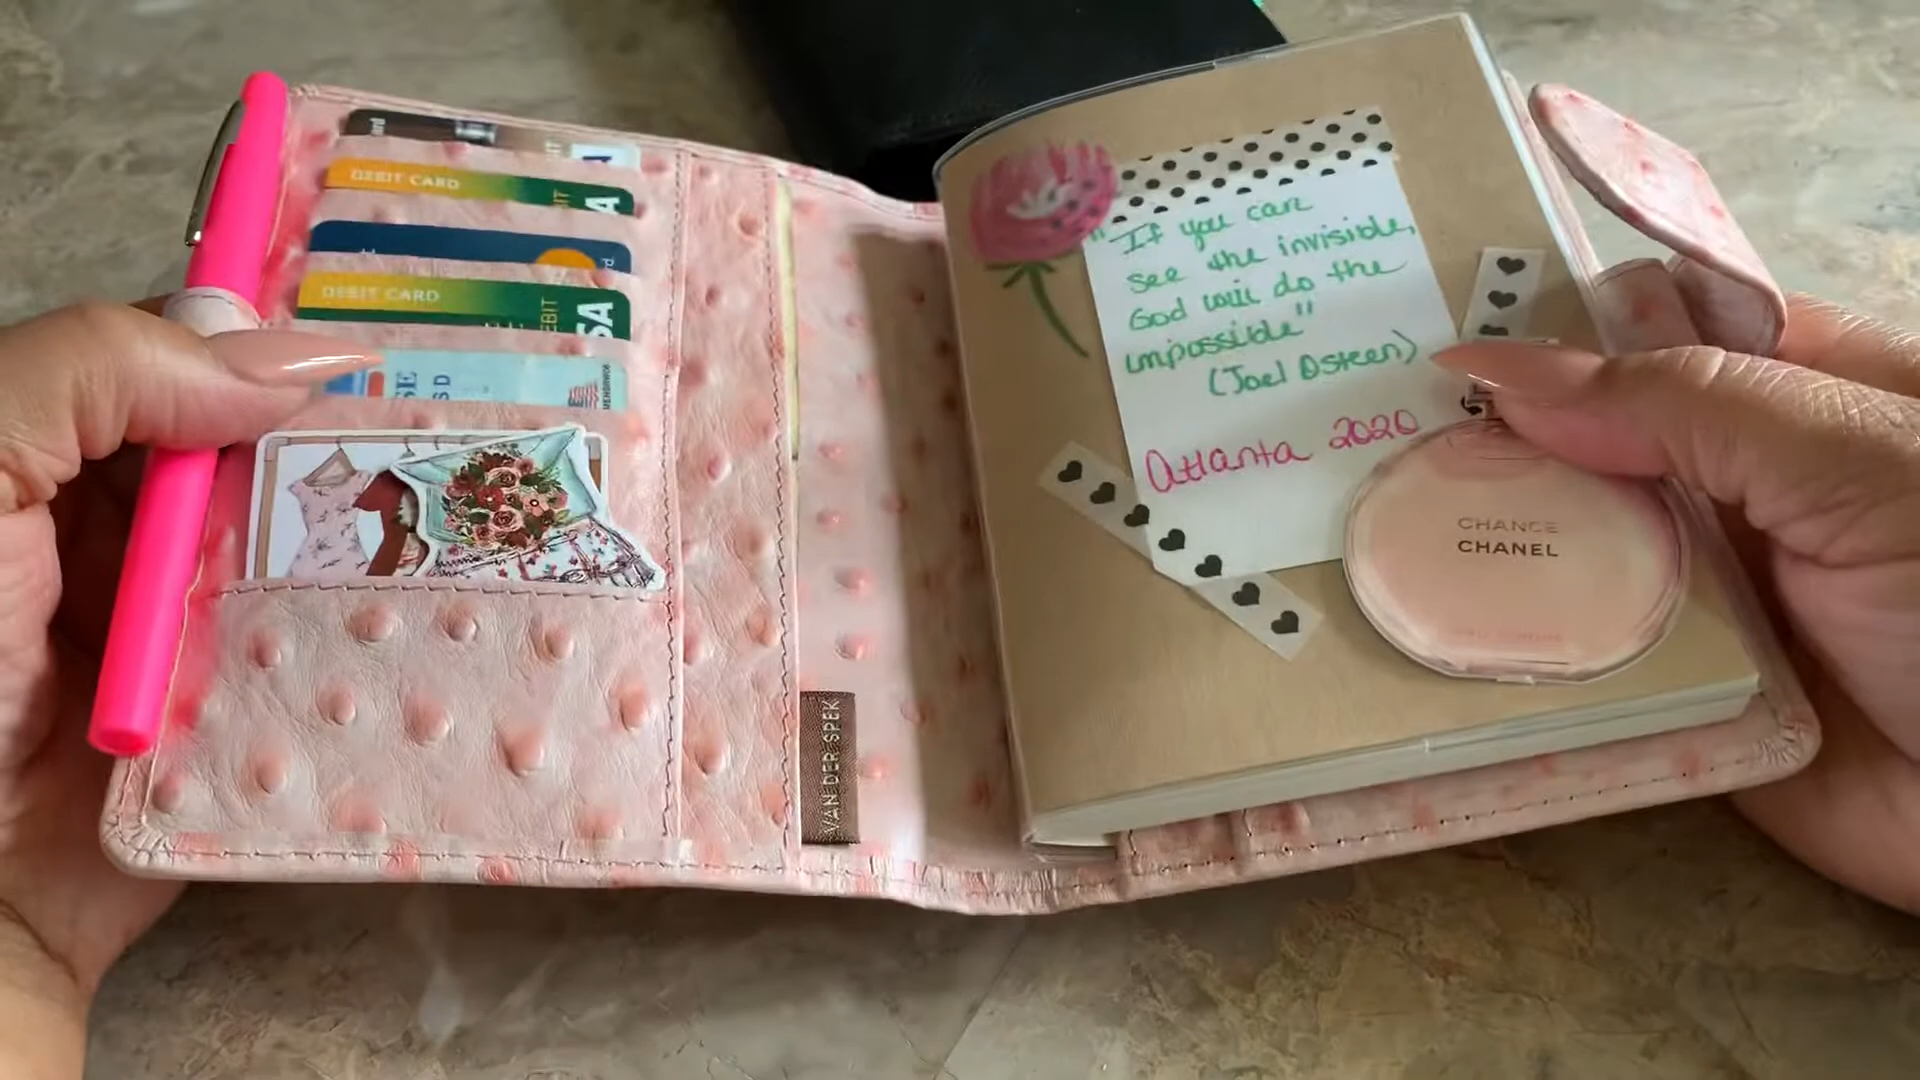 DEBIT CARD
DEBIT CARD
VAN DER SPEK
"If you can
see the invisible,
God will do the
impossible"
(Joel Osteen)
Atlanta 2020
CHANCE
CHANEL